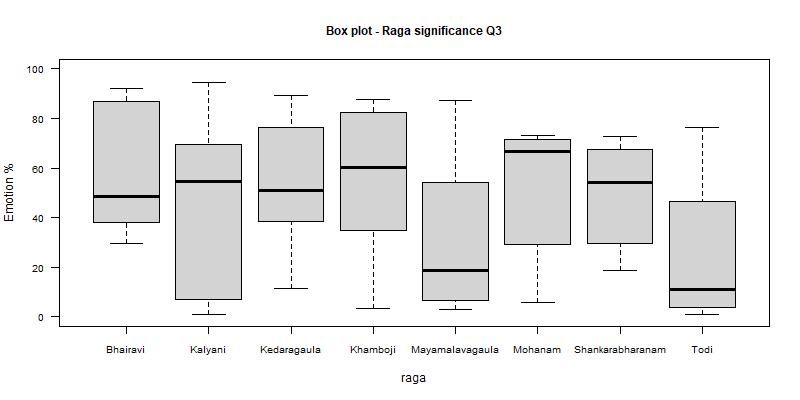 Box plot - Raga significance Q3
Emotion %
100
80
60
40
20
0
Bhairavi Kalyani Kedaragaula Khamboji Mayamalavagaula Mohanam Shankarabharanam Todi
raga